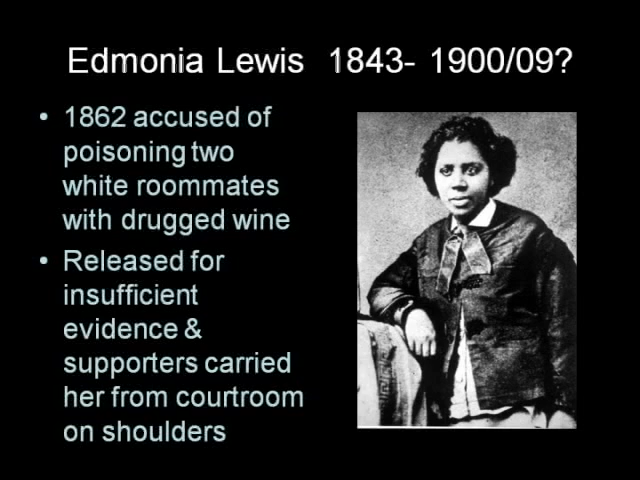 Edmonia Lewis 1843- 1900/09?
• 1862 accused of
poisoning two
white roommates
with drugged wine
• Released for
insufficient
evidence &
supporters carried
her from courtroom
on shoulders